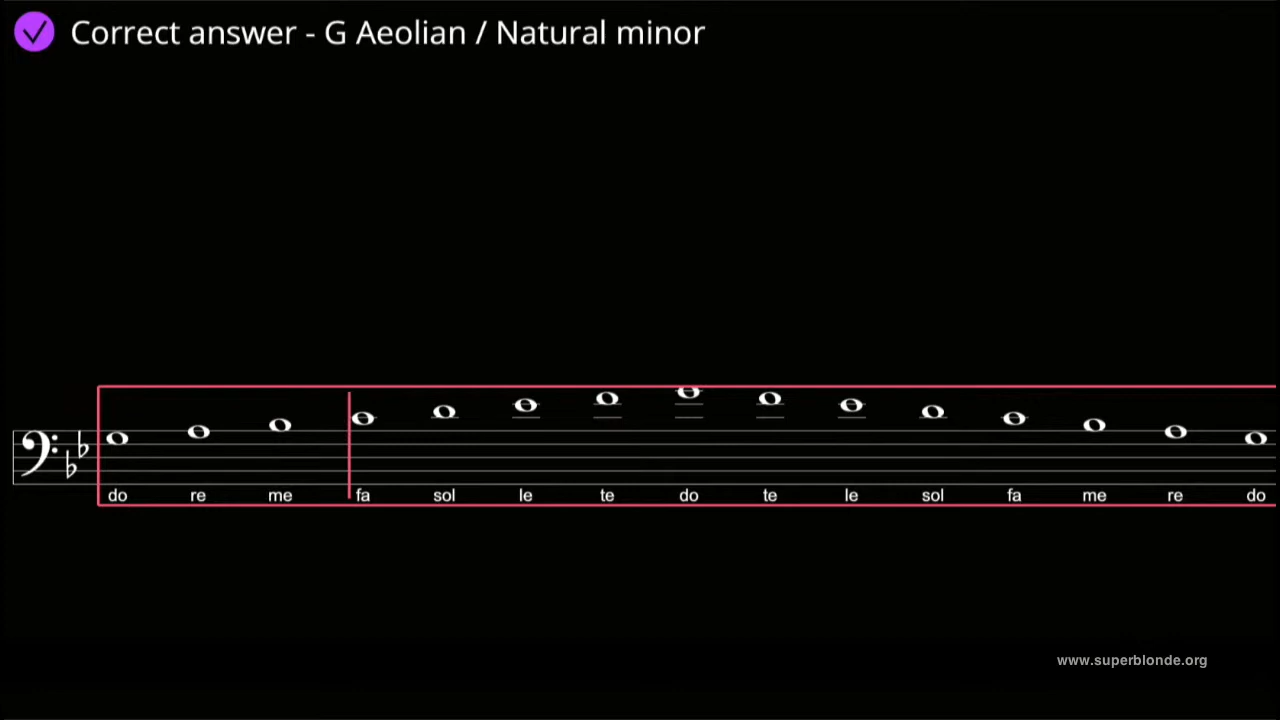 Correct answer - G Aeolian / Natural minor
do re me fa sol le te do te le sol fa me re do
www.superblonde.org